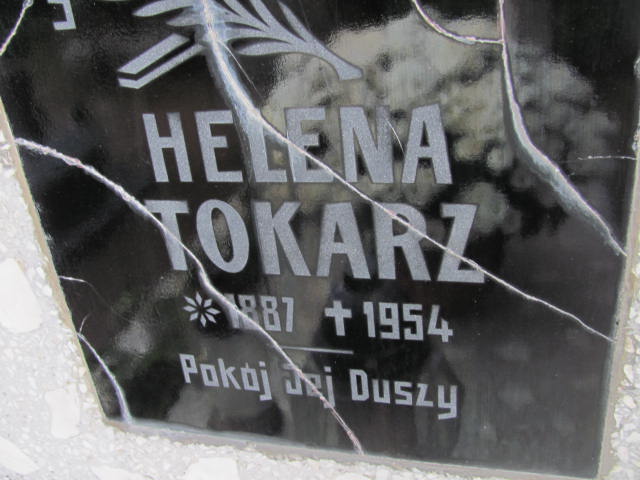 HELENA
TOKARZ
1887 ✝ 1954
Pokój Jej Duszy